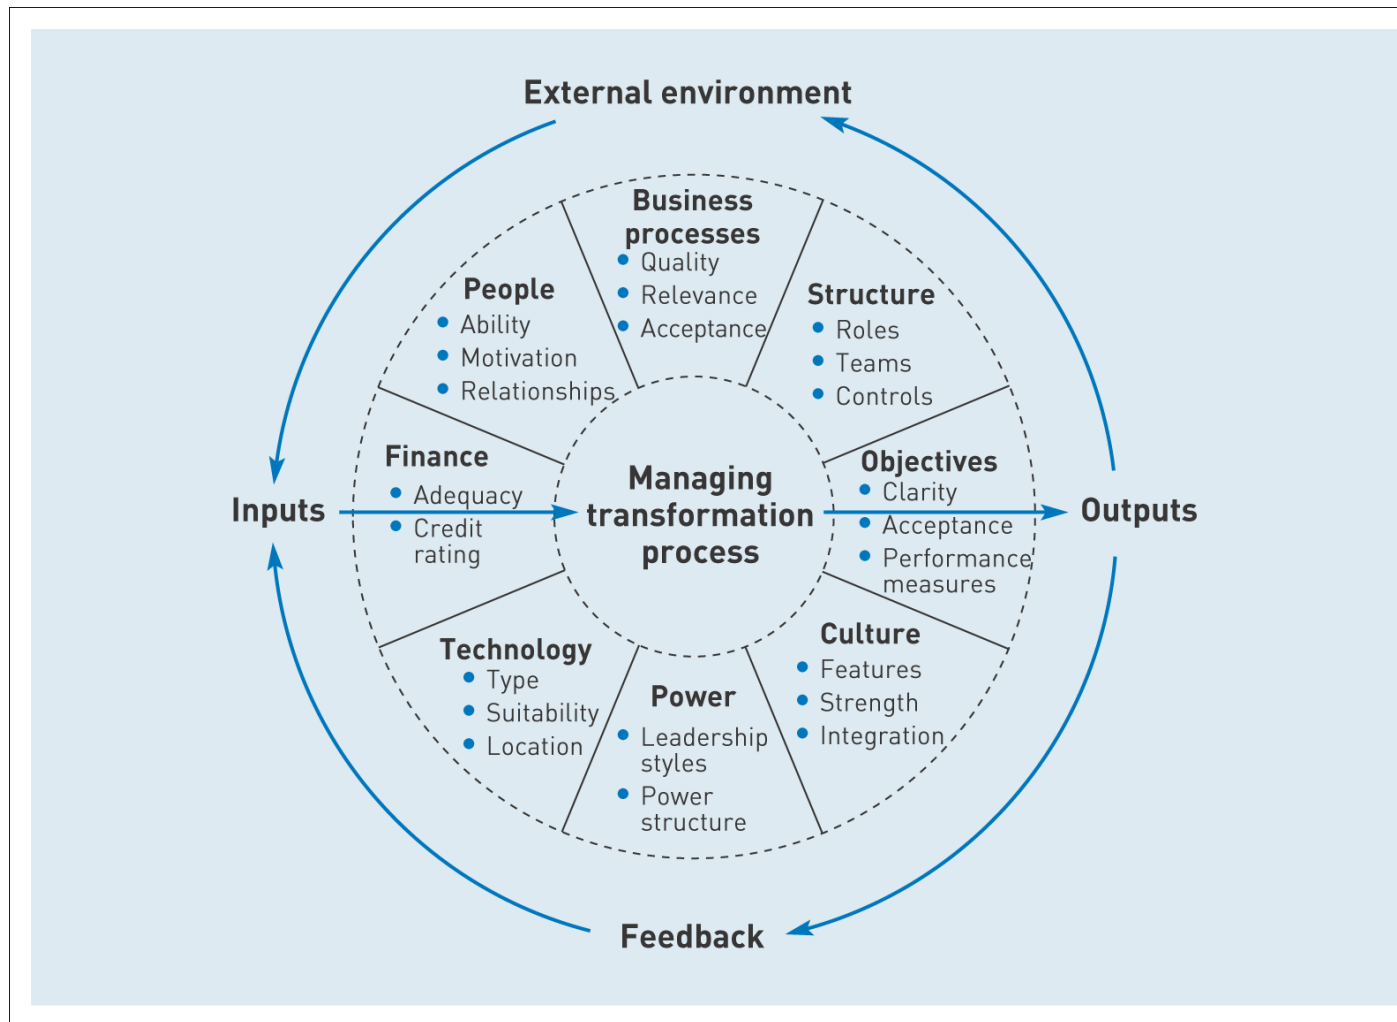 External environment
Business
processes
Quality
Relevance
Acceptance
People
Ability
Motivation
Relationships
Structure
Roles
Teams
Controls
Finance
Adequacy
Credit
rating
Inputs
Managing
transformation
process
Objectives
Clarity
Acceptance
Performance
measures
Outputs
Technology
Type
Suitability
Location
Power
Leadership
styles
Power
structure
Culture
Features
Strength
Integration
Feedback